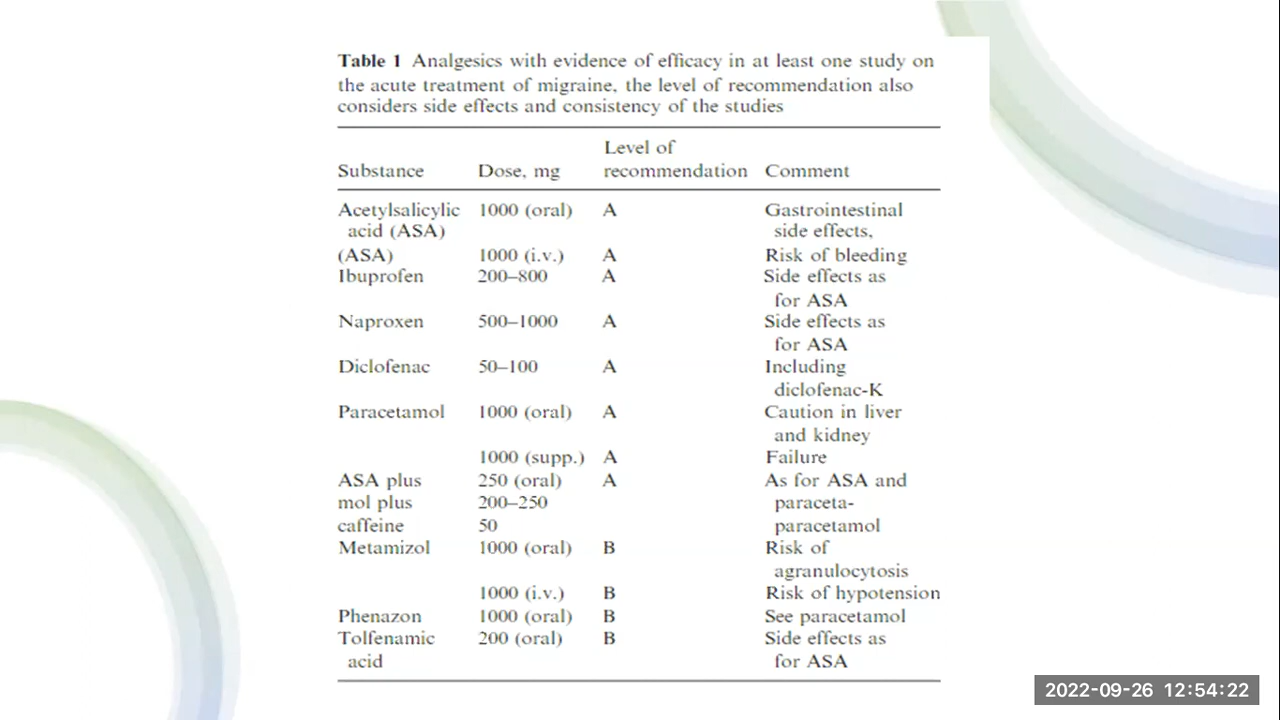 Table 1 Analgesics with evidence of efficacy in at least one study on
the acute treatment of migraine, the level of recommendation also
considers side effects and consistency of the studies
Level of
Substance Dose, mg recommendation Comment
Acetylsalicylic 1000 (oral) A Gastrointestinal
acid (ASA) side effects,
(ASA) 1000 (i.v.) A Risk of bleeding
Ibuprofen 200–800 A Side effects as
for ASA
Naproxen 500–1000 A Side effects as
for ASA
Diclofenac 50–100 A Including
diclofenac-K
Paracetamol 1000 (oral) A Caution in liver
and kidney
1000 (supp.) A Failure
ASA plus 250 (oral) A As for ASA and
mol plus 200–250 paraceta-
caffeine 50 paracetamol
Metamizol 1000 (oral) B Risk of
agranulocytosis
1000 (i.v.) B Risk of hypotension
Phenazon 1000 (oral) B See paracetamol
Tolfenamic 200 (oral) B Side effects as
acid for ASA
2022-09-26 12:54:22